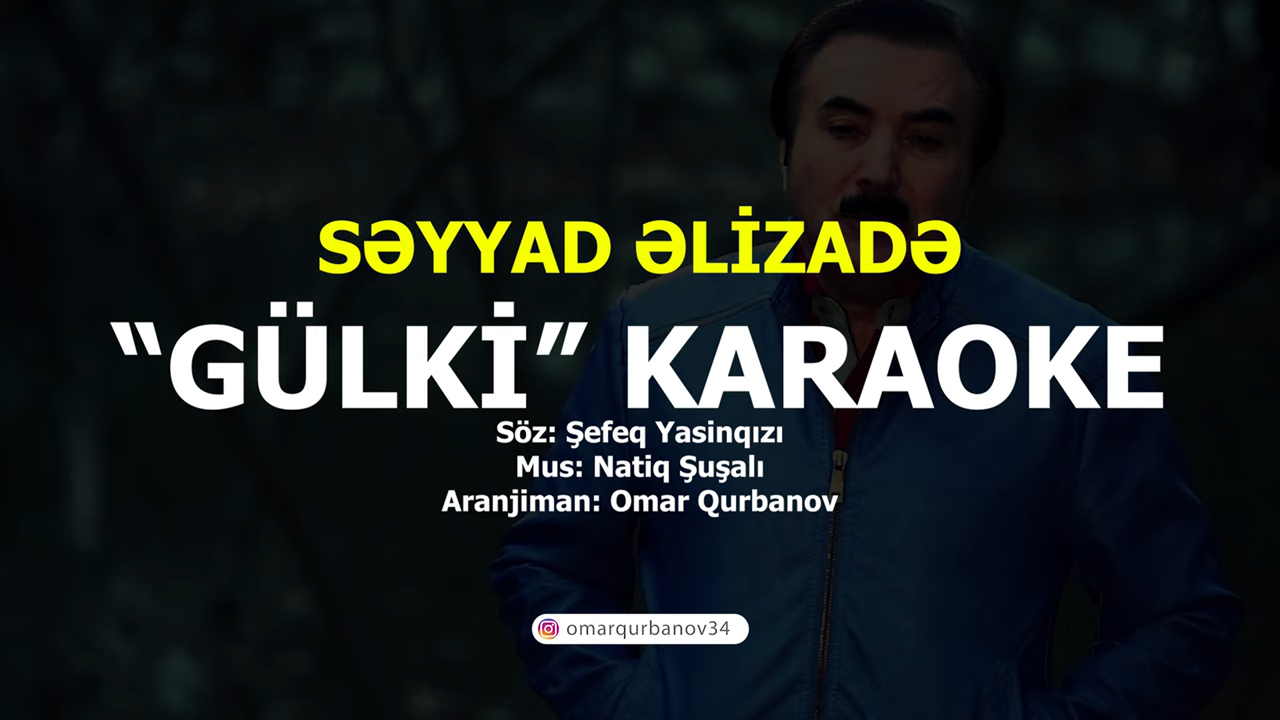 SƏYYAD ƏLİZADƏ
“GÜLKİ” KARAOKE
Söz: Şefeq Yasinqızı
Mus: Natiq Şuşalı
Aranjiman: Omar Qurbanov
omarqurbanov34